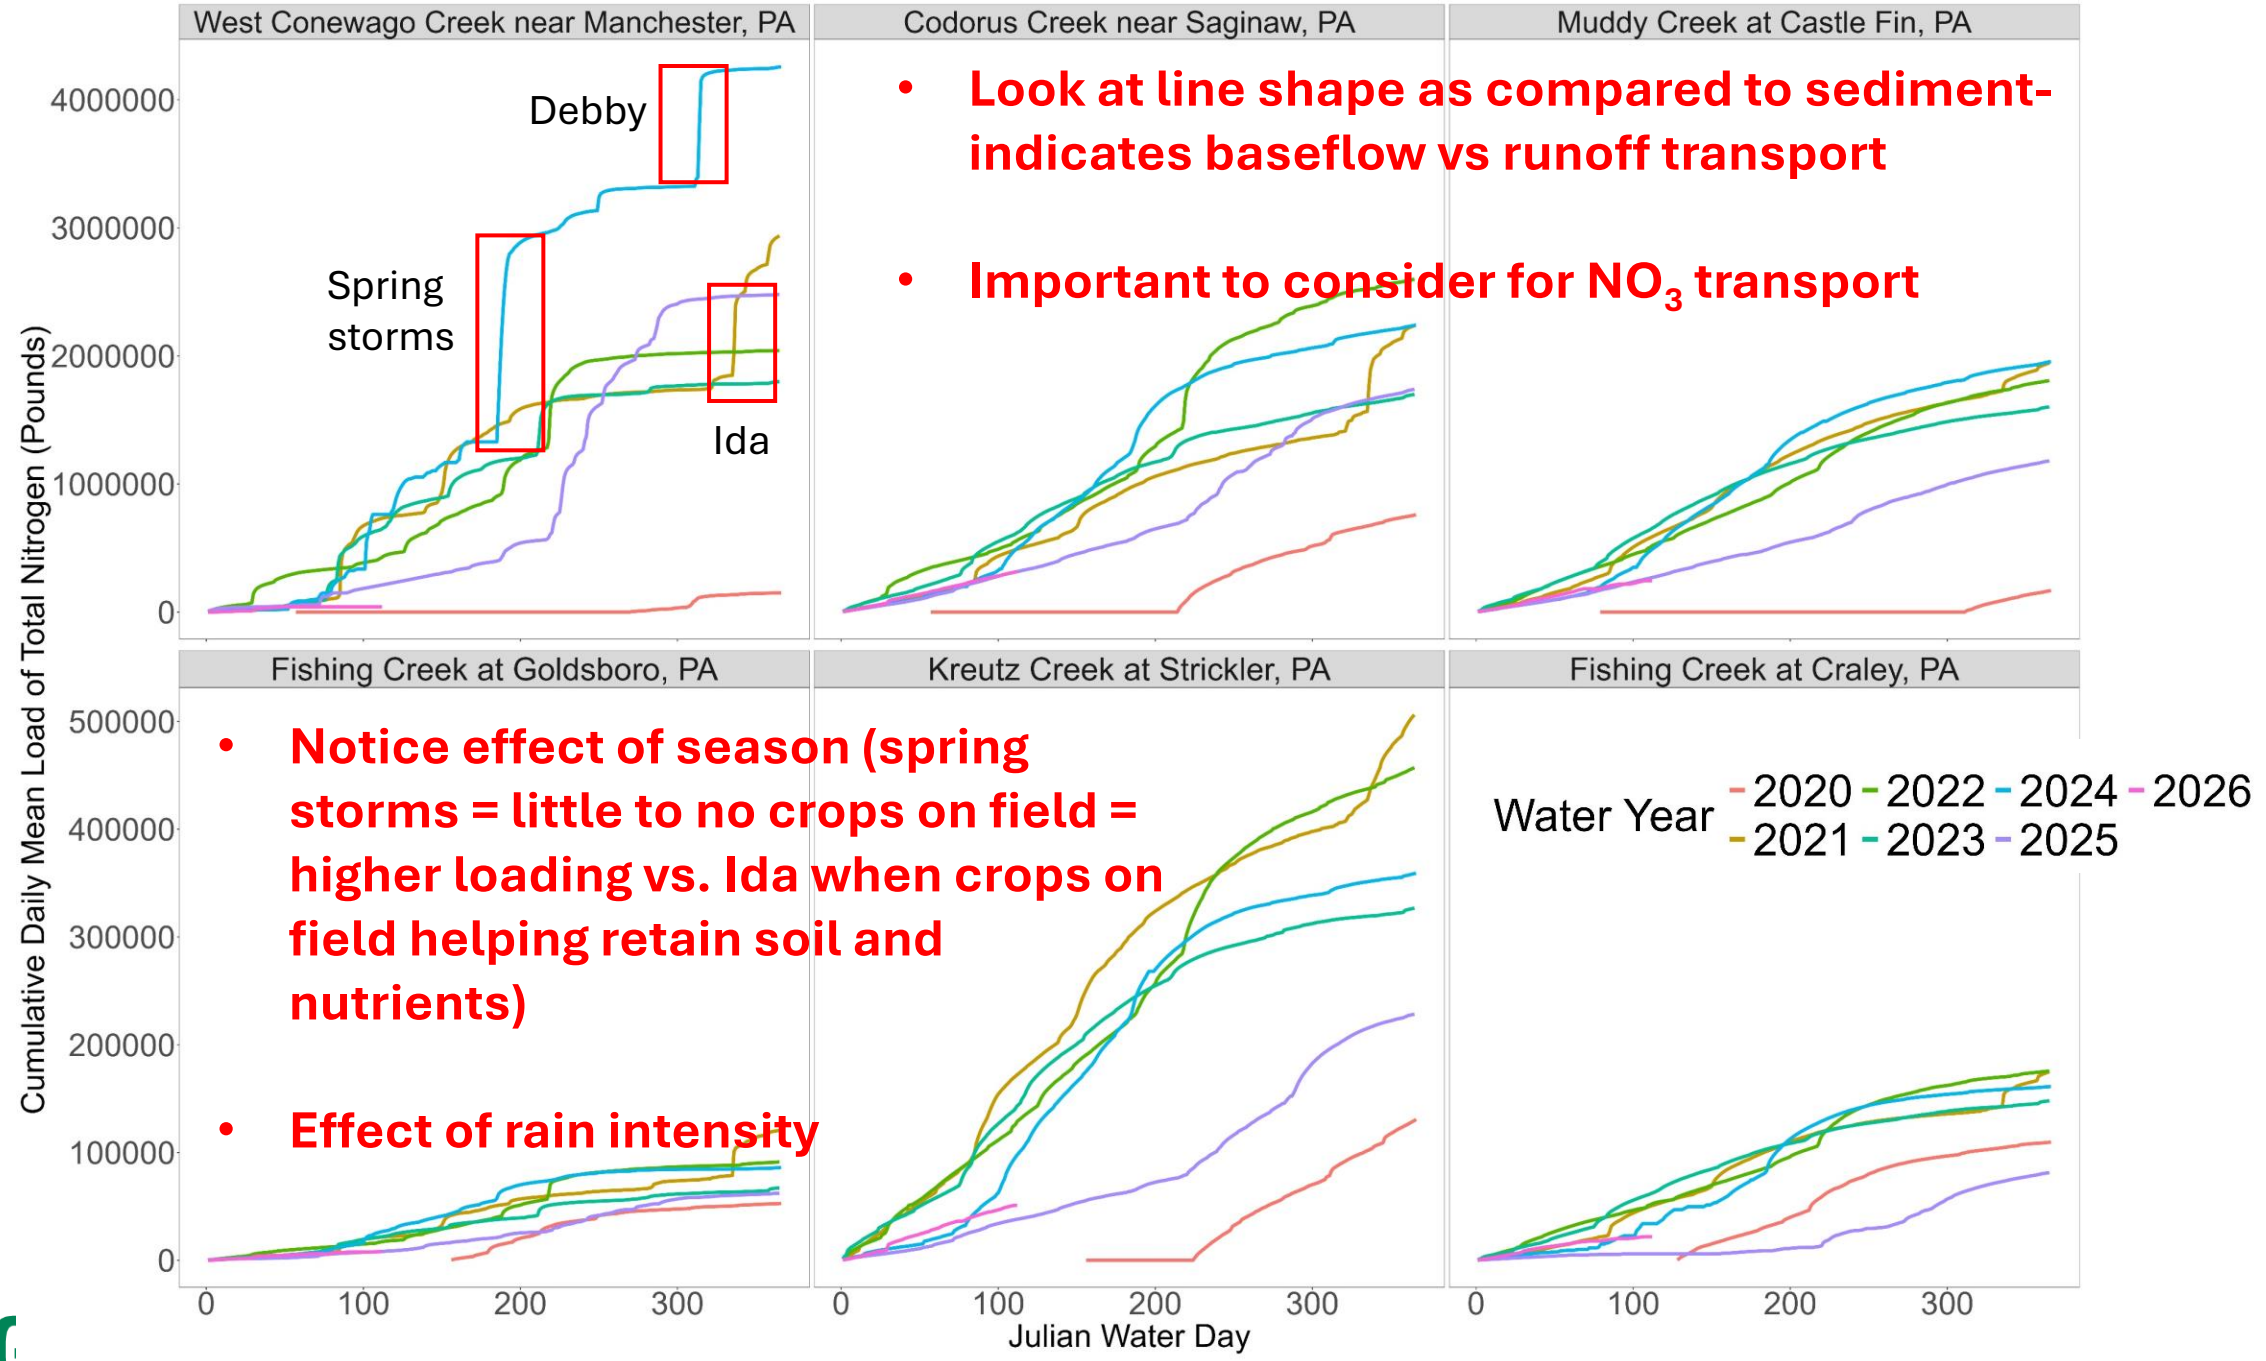 West Conewago Creek near Manchester, PA
Codorus Creek near Saginaw, PA
Muddy Creek at Castle Fin, PA
Cumulative Daily Mean Load of Total Nitrogen (Pounds)
4000000
3000000
2000000
1000000
0
Debby
Spring
storms
Ida
• Look at line shape as compared to sediment-
indicates baseflow vs runoff transport
• Important to consider for NO₃ transport
Fishing Creek at Goldsboro, PA
Kreutz Creek at Strickler, PA
Fishing Creek at Craley, PA
500000
400000
300000
200000
100000
0
• Notice effect of season (spring
storms = little to no crops on field =
higher loading vs. Ida when crops on
field helping retain soil and
nutrients)
• Effect of rain intensity
Water Year
2020 2022 2024 2026
2021 2023 2025
0 100 200 300
0 100 200 300
0 100 200 300
Julian Water Day